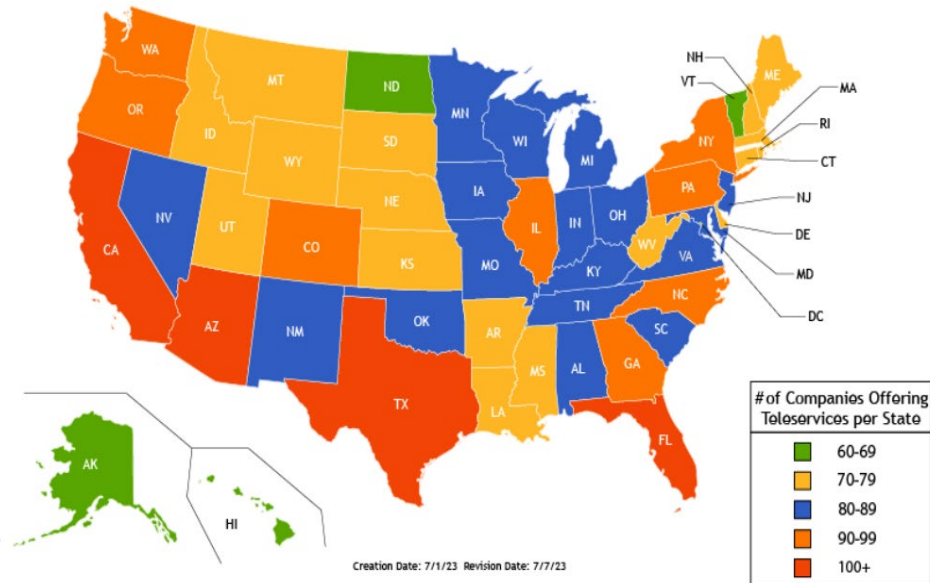 WA
MT
ND
MN
NH
VT
ME
MA
OR
ID
SD
WI
MI
NY
RI
CT
WY
NE
IA
PA
NJ
NV
UT
CO
KS
IL
IN
OH
WV
VA
DE
MD
DC
CA
MO
KY
NC
TN
AZ
NM
OK
AR
SC
MS
AL
GA
TX
LA
FL
AK
HI
# of Companies Offering
Teleservices per State
60-69
70-79
80-89
90-99
100+
Creation Date: 7/1/23 Revision Date: 7/7/23